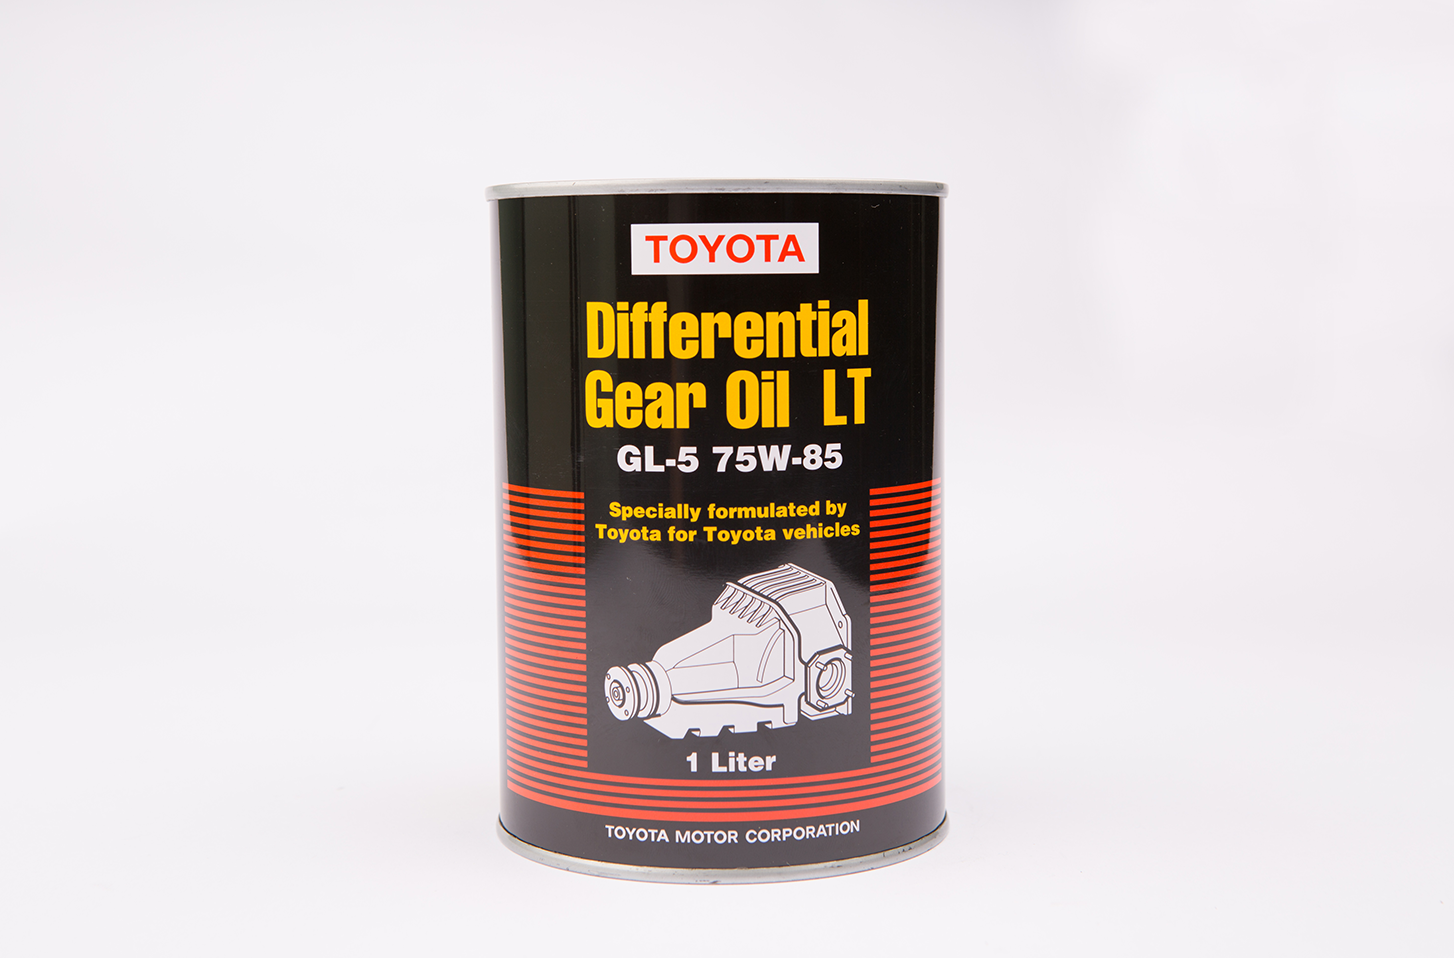 TOYOTA
Differential
Gear Oil LT
GL-5 75W-85
Specially formulated by
Toyota for Toyota vehicles
1 Liter
TOYOTA MOTOR CORPORATION